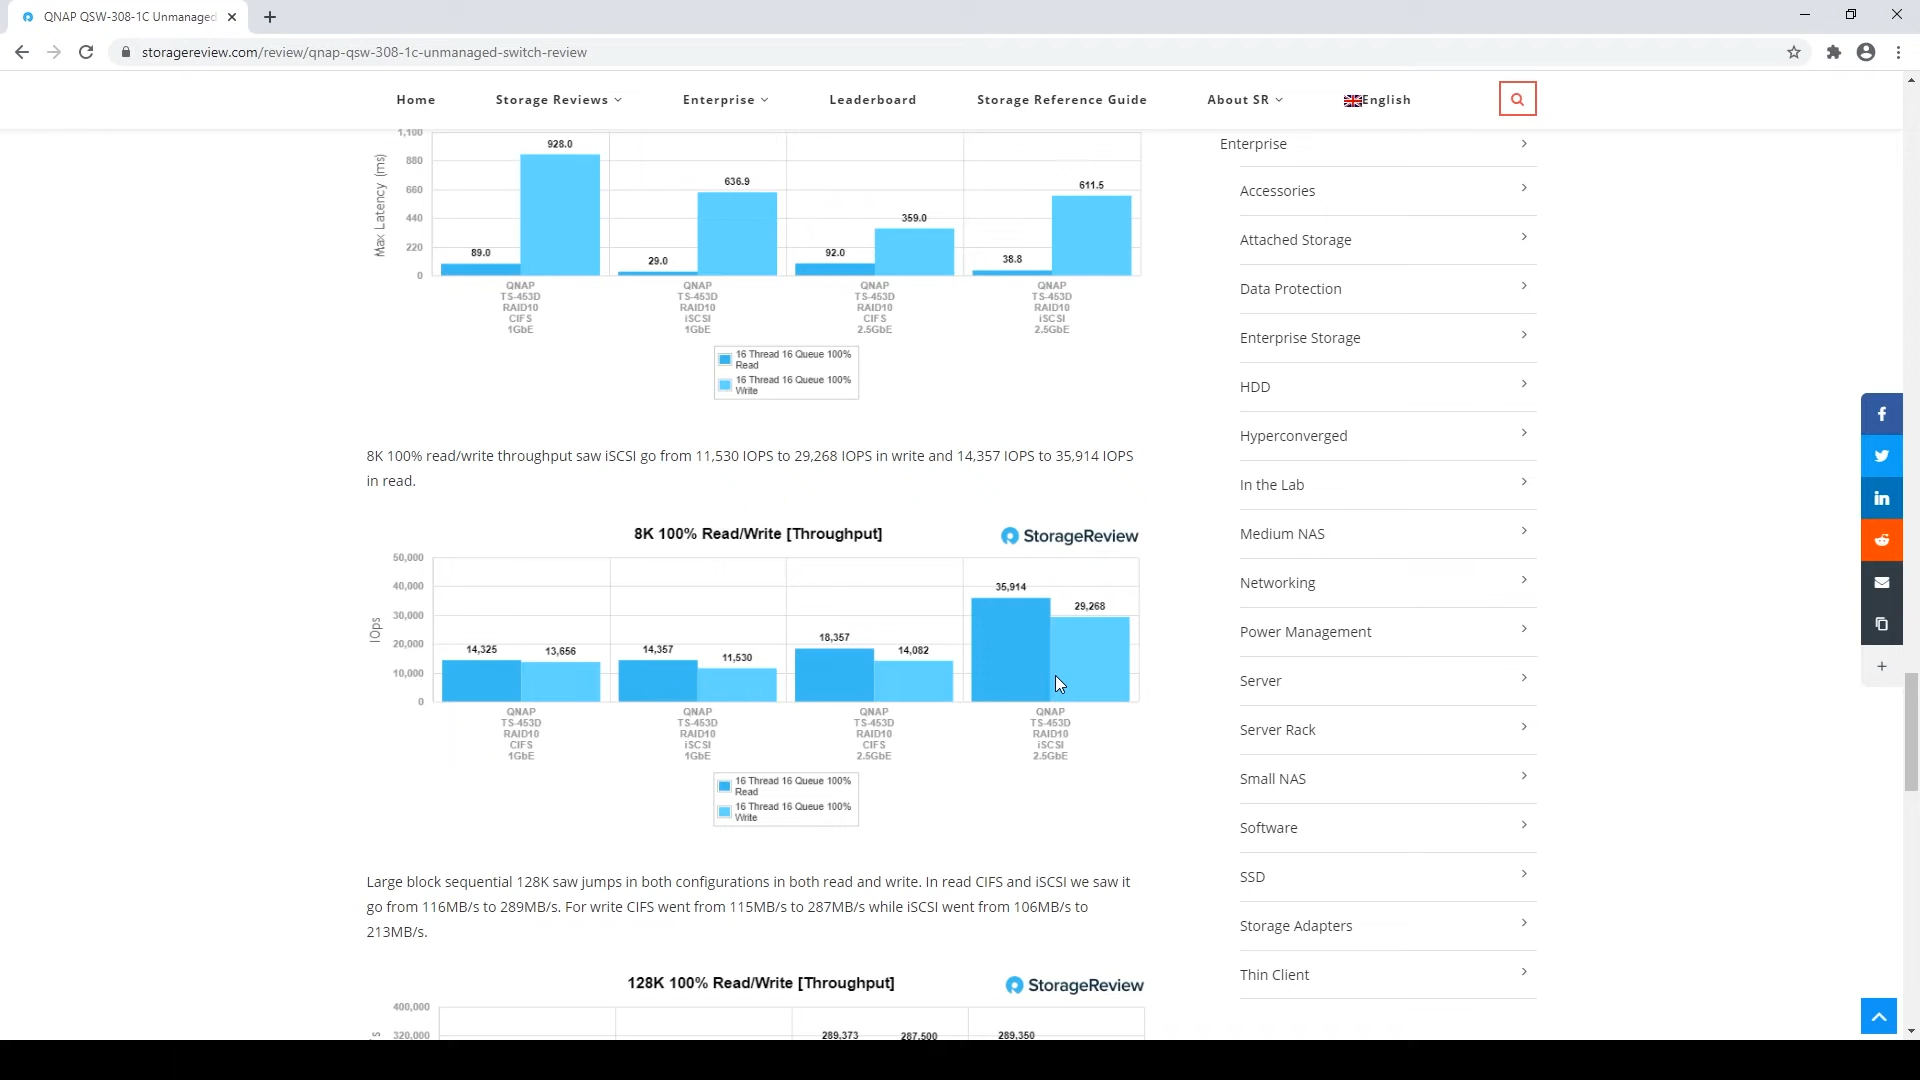 QNAP QSW-308-1C Unmanaged
storagereview.com/review/qnap-qsw-308-1c-unmanaged-switch-review
Home
Storage Reviews
Enterprise
Leaderboard
Storage Reference Guide
About SR
English
1,100
880
660
440
220
0
Max Latency (ms)
928.0
636.9
611.5
359.0
89.0
29.0
92.0
38.8
QNAP
TS-453D
RAID10
CIFS
1GbE
QNAP
TS-453D
RAID10
iSCSI
1GbE
QNAP
TS-453D
RAID10
CIFS
2.5GbE
QNAP
TS-453D
RAID10
iSCSI
2.5GbE
16 Thread 16 Queue 100%
Read
16 Thread 16 Queue 100%
Write
8K 100% read/write throughput saw iSCSI go from 11,530 IOPS to 29,268 IOPS in write and 14,357 IOPS to 35,914 IOPS
in read.
8K 100% Read/Write [Throughput]
StorageReview
50,000
40,000
30,000
20,000
10,000
0
IOps
14,325
13,656
14,357
11,530
18,357
14,082
35,914
29,268
QNAP
TS-453D
RAID10
CIFS
1GbE
QNAP
TS-453D
RAID10
iSCSI
1GbE
QNAP
TS-453D
RAID10
CIFS
2.5GbE
QNAP
TS-453D
RAID10
iSCSI
2.5GbE
16 Thread 16 Queue 100%
Read
16 Thread 16 Queue 100%
Write
Large block sequential 128K saw jumps in both configurations in both read and write. In read CIFS and iSCSI we saw it
go from 116MB/s to 289MB/s. For write CIFS went from 115MB/s to 287MB/s while iSCSI went from 106MB/s to
213MB/s.
128K 100% Read/Write [Throughput]
StorageReview
400,000
320,000
289,373
287,500
289,350
Enterprise
Accessories
Attached Storage
Data Protection
Enterprise Storage
HDD
Hyperconverged
In the Lab
Medium NAS
Networking
Power Management
Server
Server Rack
Small NAS
Software
SSD
Storage Adapters
Thin Client